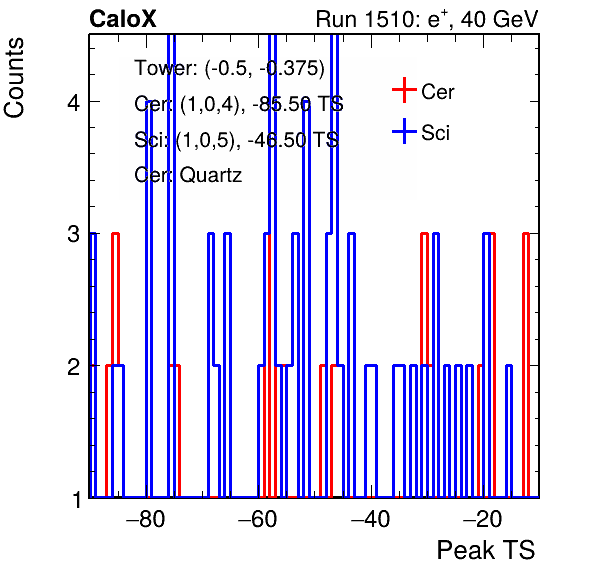 CaloX Run 1510: e+, 40 GeV
Counts
Tower: (-0.5, -0.375)
Cer: (1,0,4), -85.50 TS
Sci: (1,0,5), -46.50 TS
Cer: Quartz
Cer
Sci
4
3
2
1
−80 −60 −40 −20
Peak TS